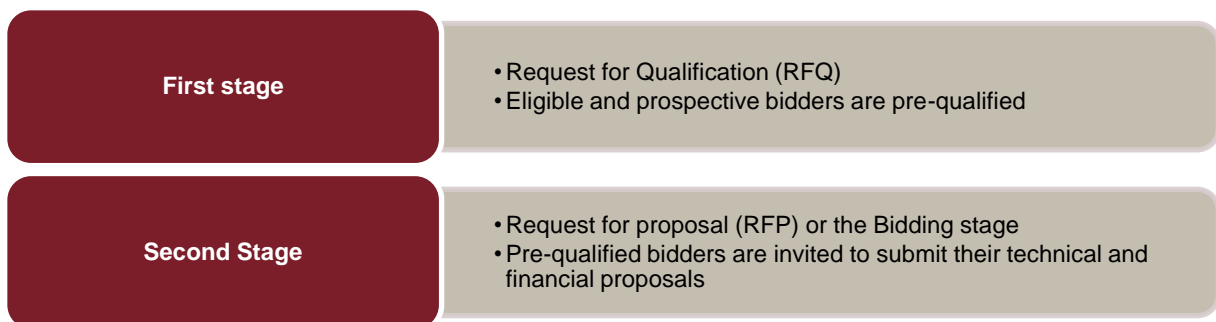 First stage
• Request for Qualification (RFQ)
• Eligible and prospective bidders are pre-qualified
Second Stage
• Request for proposal (RFP) or the Bidding stage
• Pre-qualified bidders are invited to submit their technical and
financial proposals